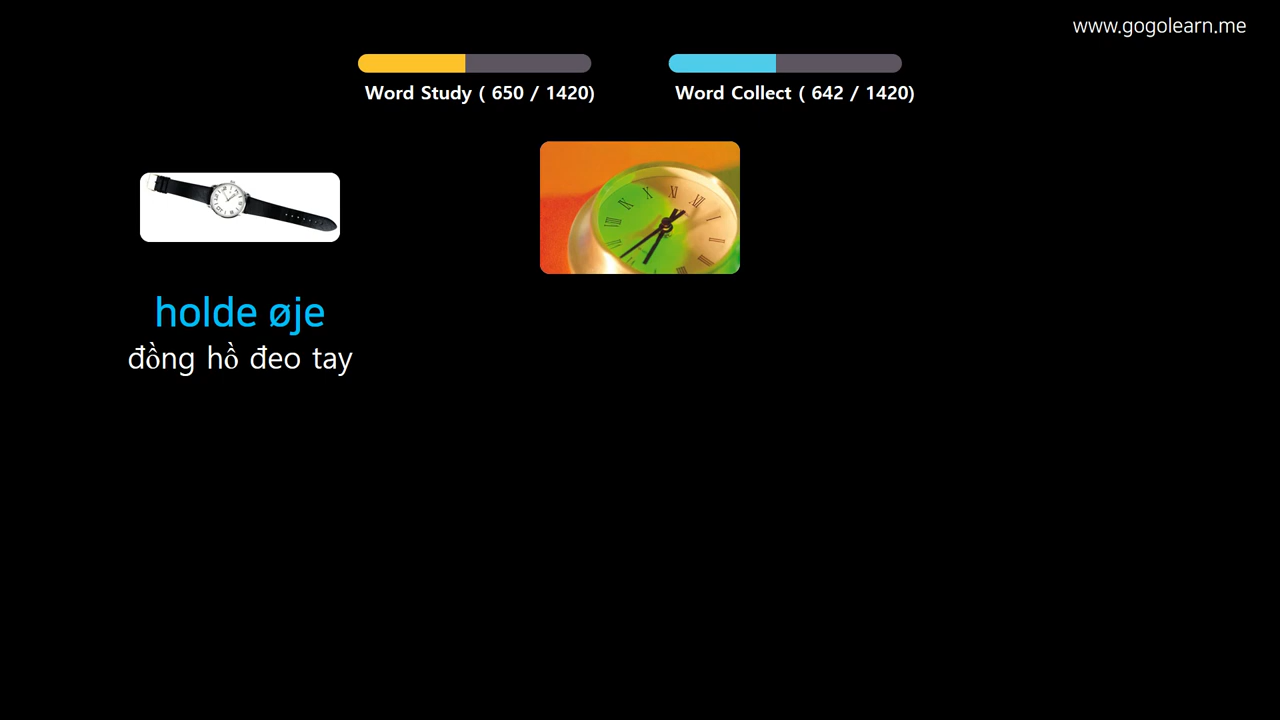 www.gogolearn.me
Word Study ( 650 / 1420)
Word Collect ( 642 / 1420)
holde øje
đồng hồ đeo tay